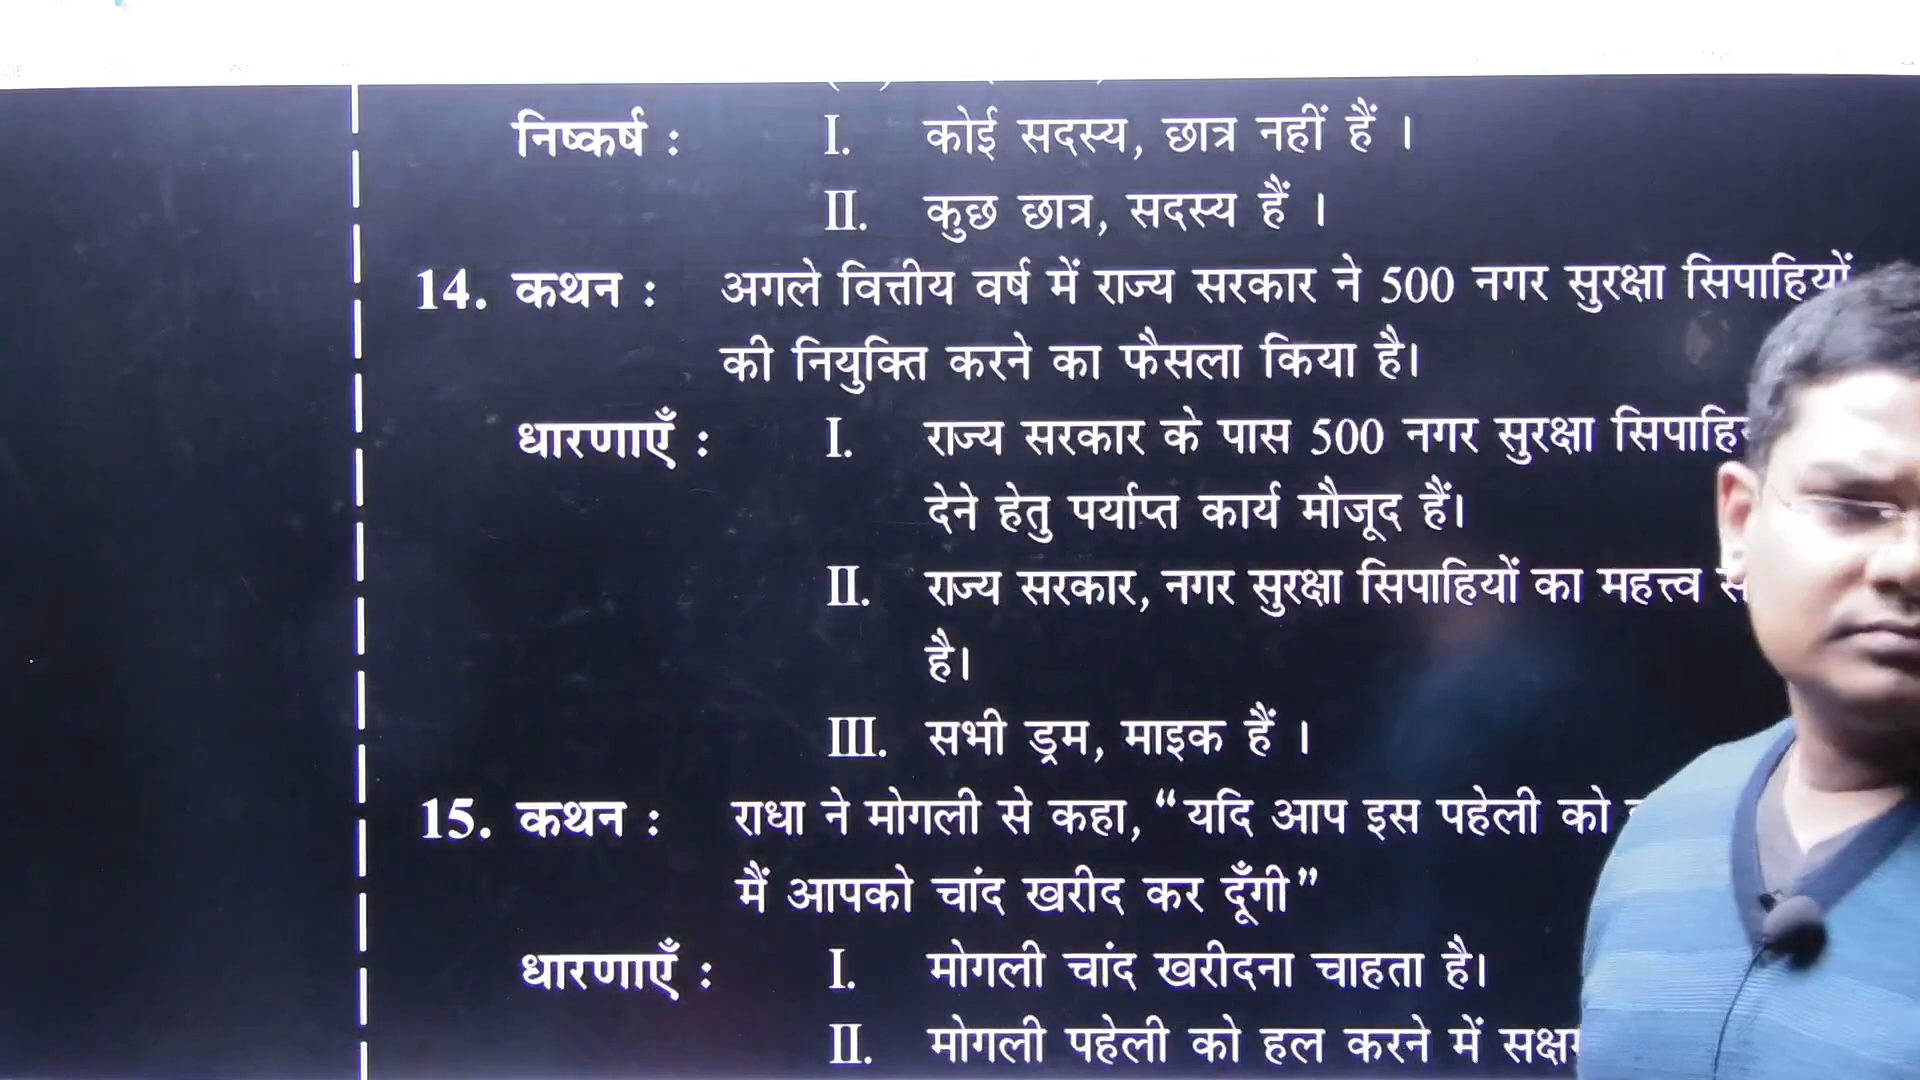 निष्कर्ष : I. कोई सदस्य, छात्र नहीं हैं ।
II. कुछ छात्र, सदस्य हैं ।
14. कथन : अगले वित्तीय वर्ष में राज्य सरकार ने 500 नगर सुरक्षा सिपाहियों
की नियुक्ति करने का फैसला किया है।
धारणाएँ : I. राज्य सरकार के पास 500 नगर सुरक्षा
देने हेतु पर्याप्त कार्य मौजूद हैं।
II. राज्य सरकार, नगर सुरक्षा सिपाहियों का महत्त्व
है।
III. सभी ड्रम, माइक हैं ।
15. कथन : राधा ने मोगली से कहा, “यदि आप इस पहेली को
मैं आपको चांद खरीद कर दूँगी”
धारणाएँ : I. मोगली चांद खरीदना चाहता है।
II. मोगली पहेली को हल करने में